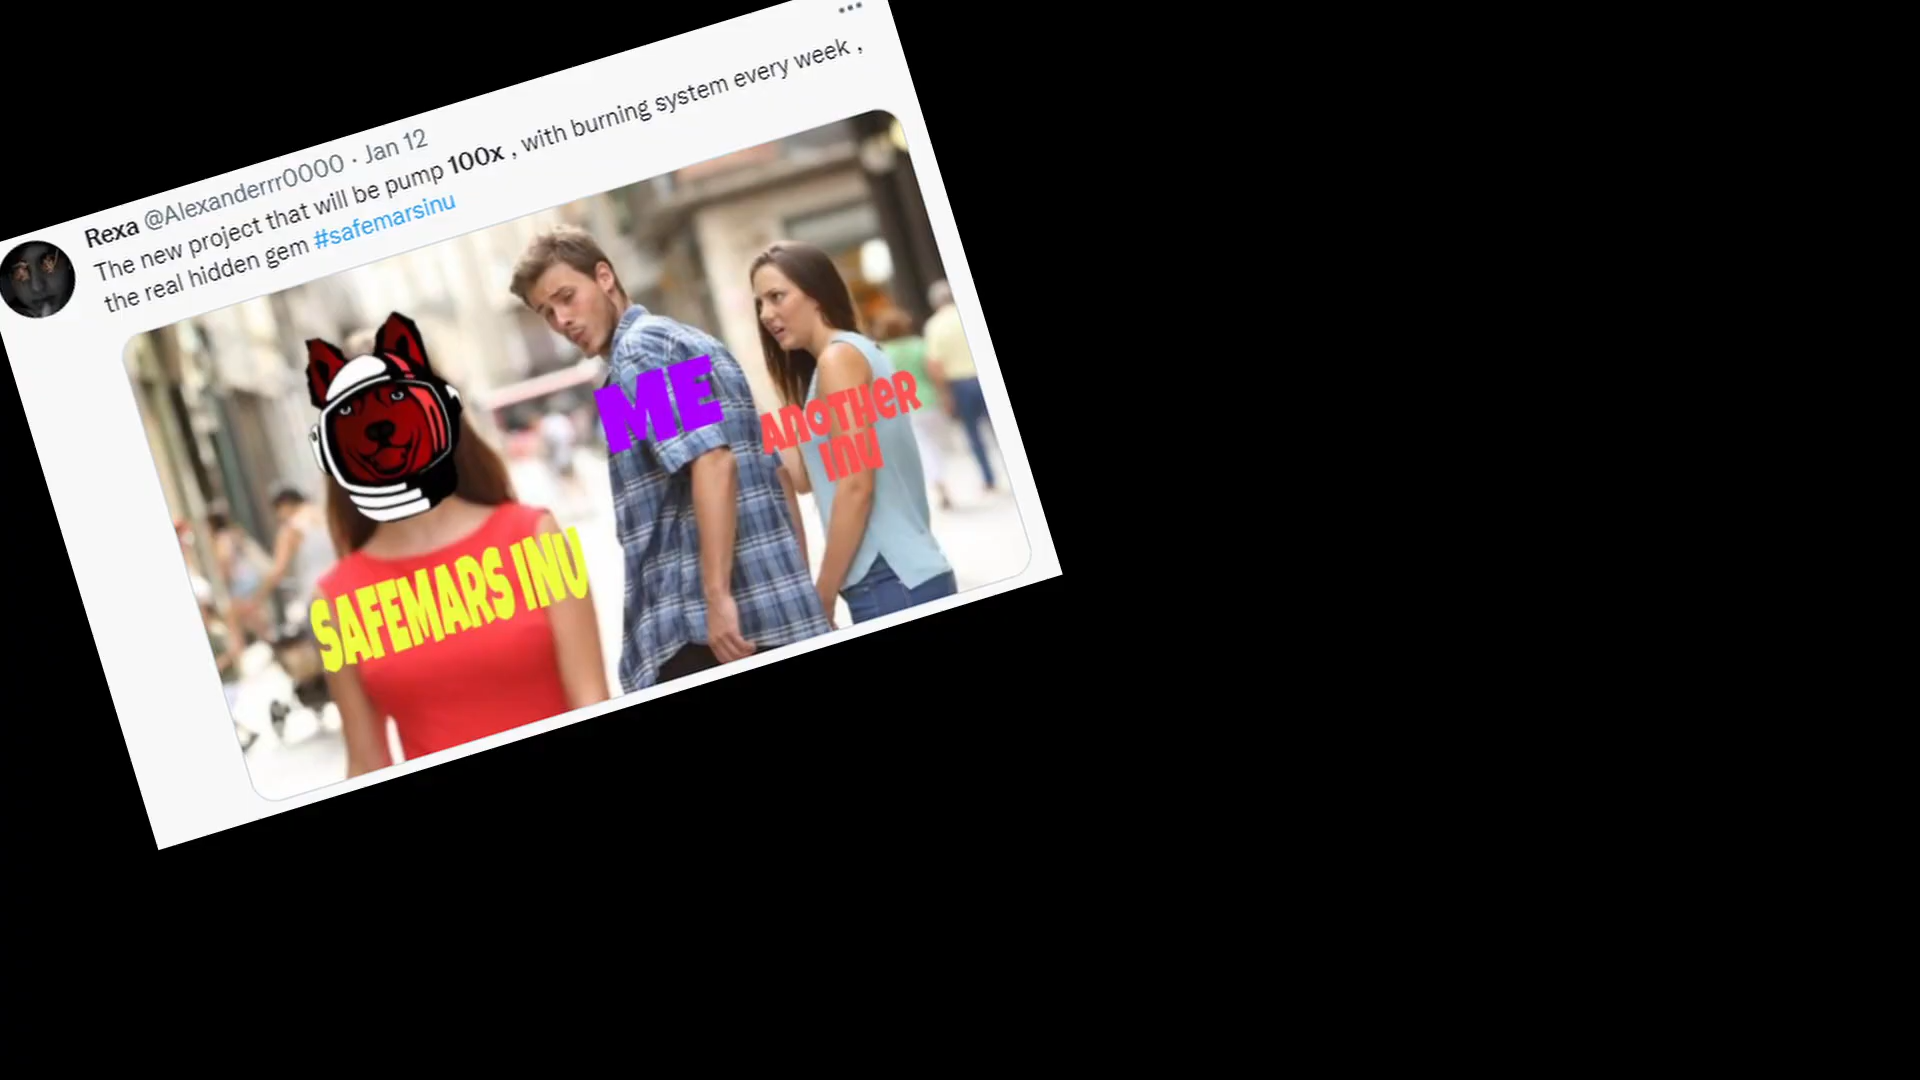 Rexa @Alexanderrr0000 · Jan 12
The new project that will be pump 100x , with burning system every week ,
the real hidden gem #safemarsinu
ME
ANOTHER
INU
SAFEMARS INU